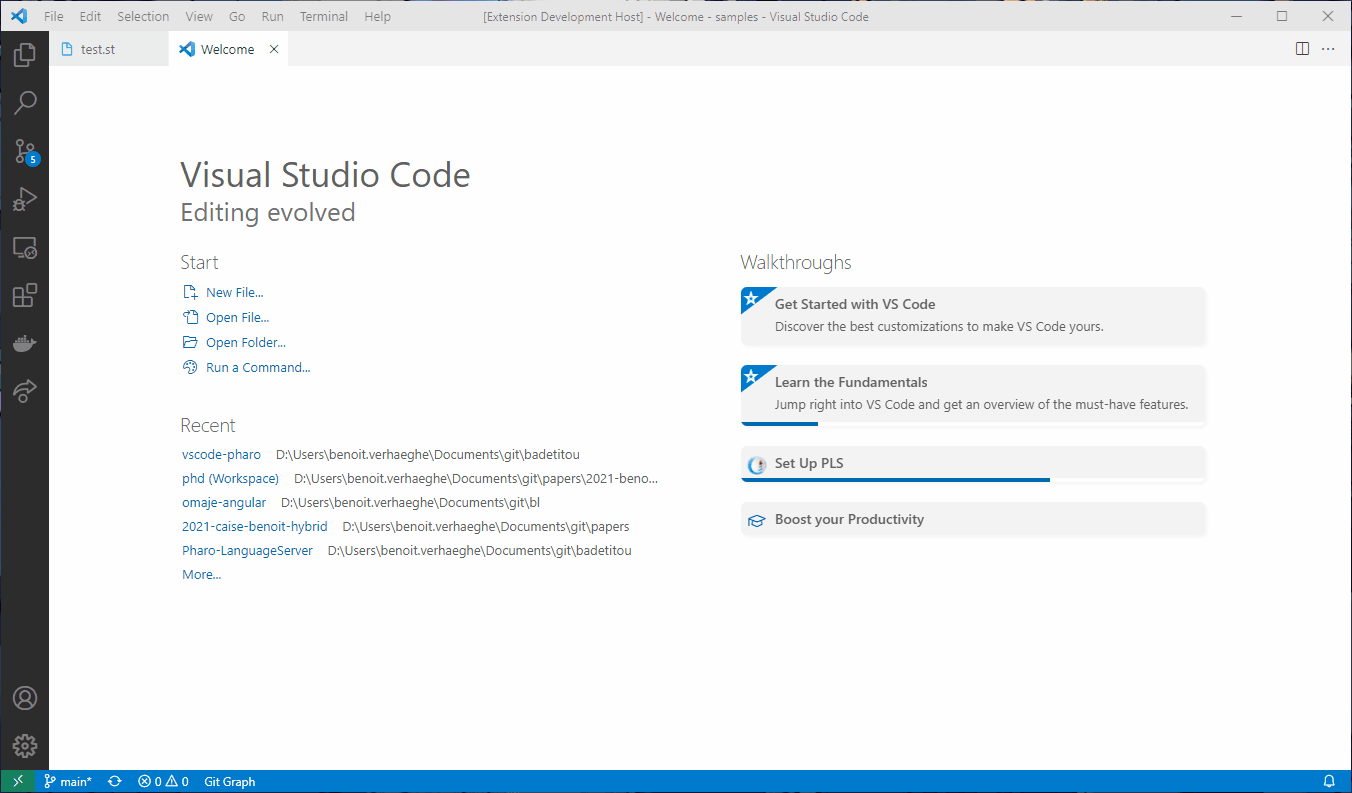 File Edit Selection View Go Run Terminal Help [Extension Development Host] - Welcome - samples - Visual Studio Code
test.st Welcome
5
Visual Studio Code
Editing evolved
Start
New File...
Open File...
Open Folder...
Run a Command...
Recent
vscode-pharo D:\Users\benoit.verhaeghe\Documents\git\badetitou
phd (Workspace) D:\Users\benoit.verhaeghe\Documents\git\papers\2021-beno...
omaje-angular D:\Users\benoit.verhaeghe\Documents\git\bl
2021-caise-benoit-hybrid D:\Users\benoit.verhaeghe\Documents\git\papers
Pharo-LanguageServer D:\Users\benoit.verhaeghe\Documents\git\badetitou
More...
Walkthroughs
Get Started with VS Code
Discover the best customizations to make VS Code yours.
Learn the Fundamentals
Jump right into VS Code and get an overview of the must-have features.
Set Up PLS
Boost your Productivity
main* 0 0 Git Graph